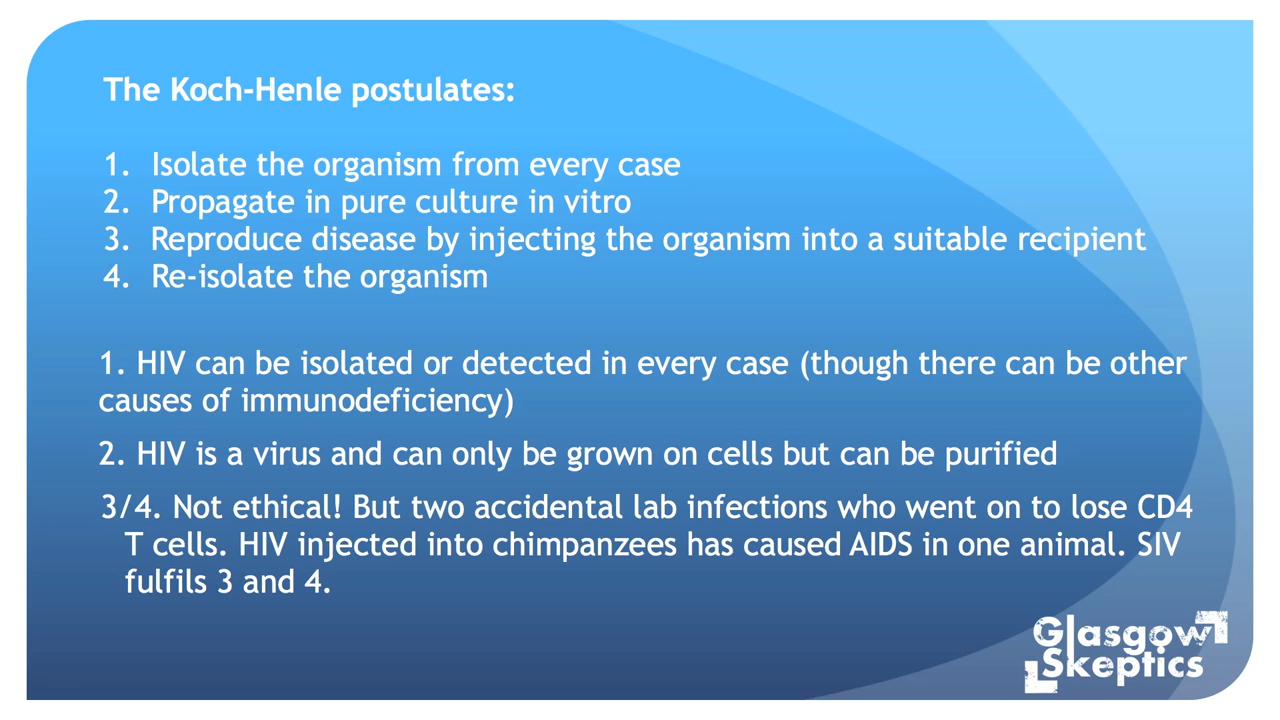 The Koch-Henle postulates:
1. Isolate the organism from every case
2. Propagate in pure culture in vitro
3. Reproduce disease by injecting the organism into a suitable recipient
4. Re-isolate the organism
1. HIV can be isolated or detected in every case (though there can be other
causes of immunodeficiency)
2. HIV is a virus and can only be grown on cells but can be purified
3/4. Not ethical! But two accidental lab infections who went on to lose CD4
T cells. HIV injected into chimpanzees has caused AIDS in one animal. SIV
fulfils 3 and 4.
Glasgow
Skeptics